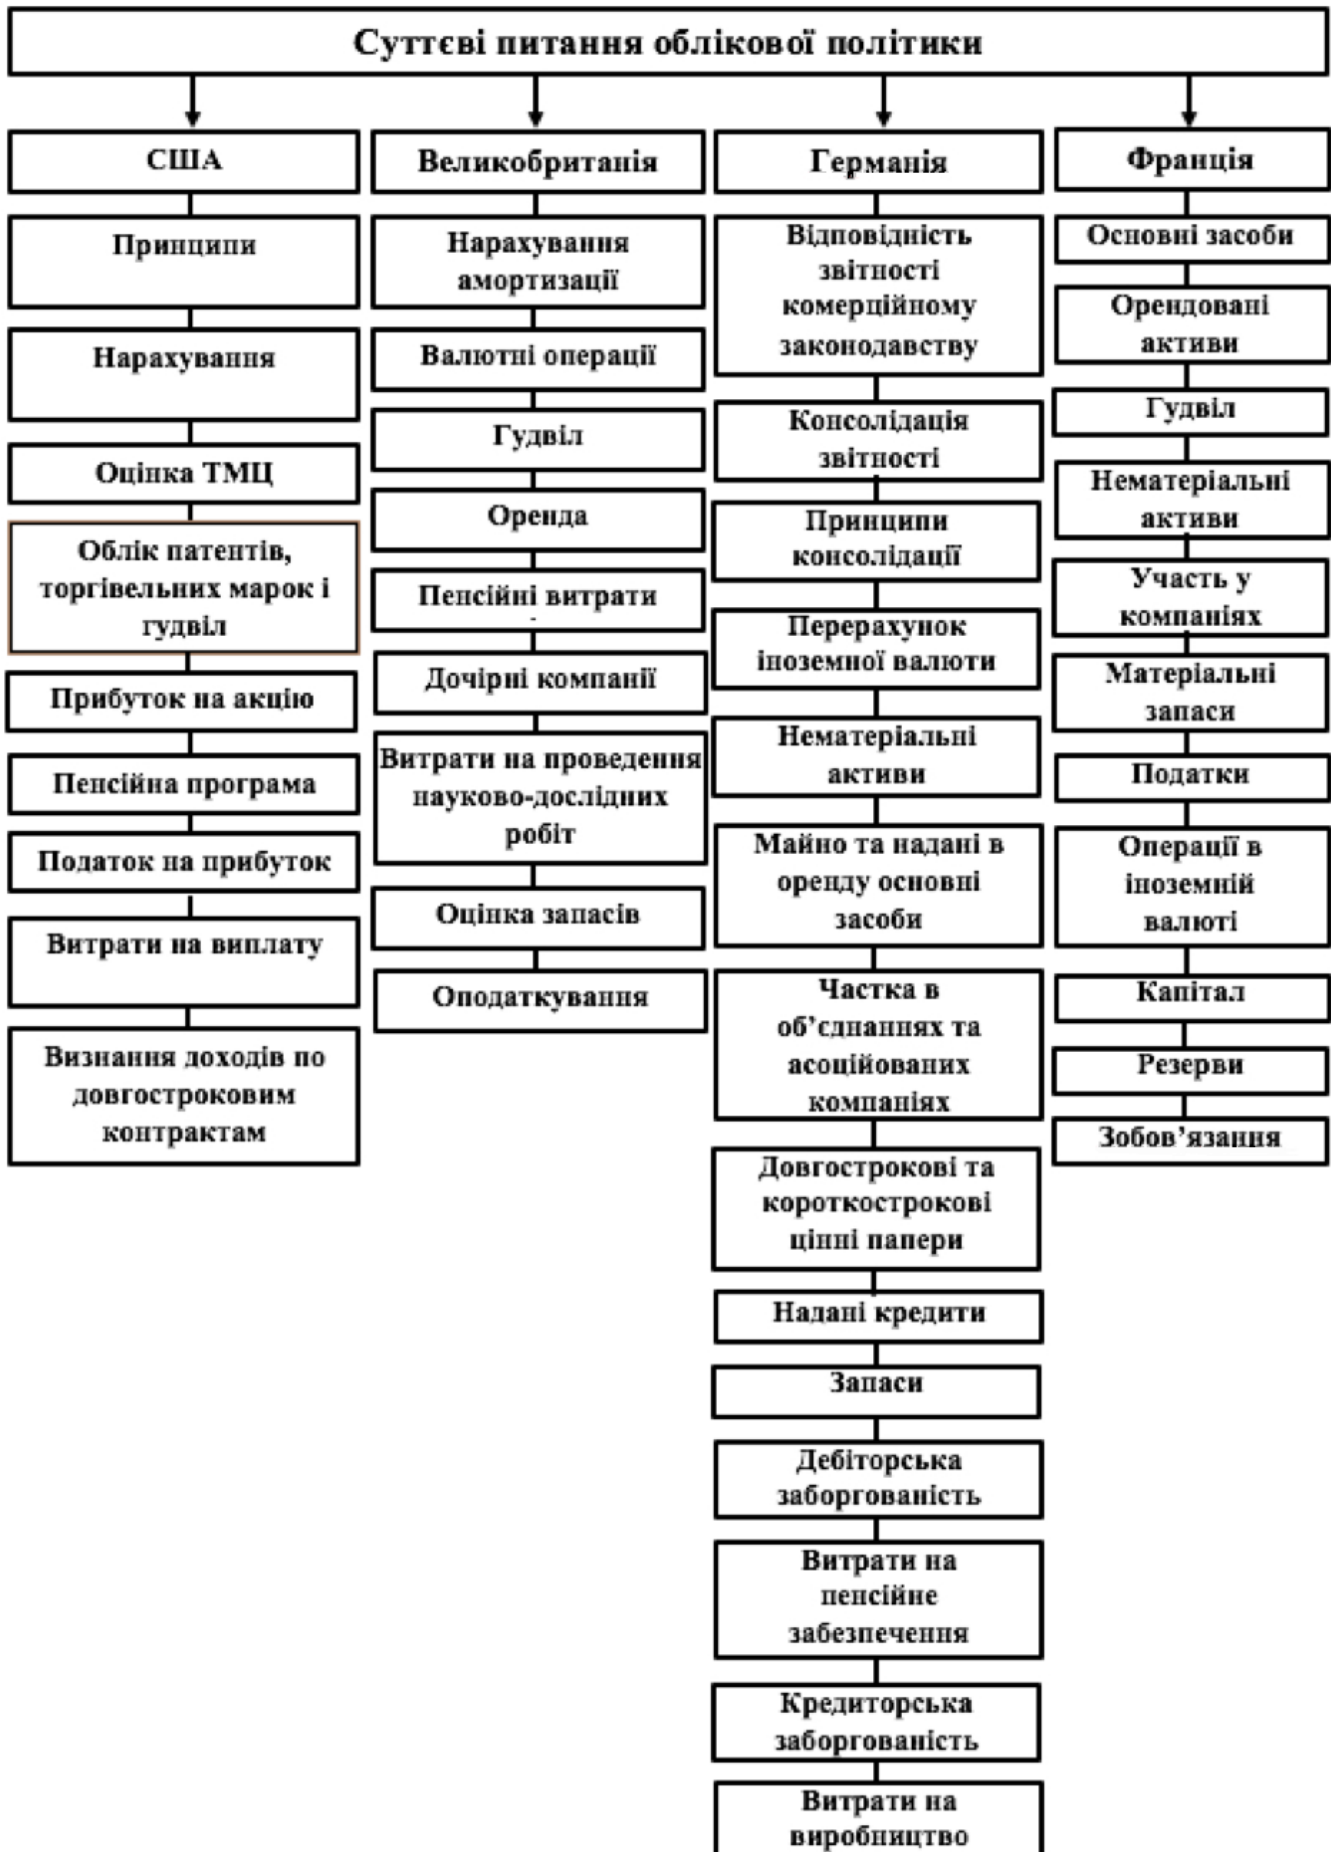 Суттєві питання облікової політики
США
Принципи
Нарахування
Оцінка ТМЦ
Облік патентів,
торгівельних марок і
гудвіл
Прибуток на акцію
Пенсійна програма
Податок на прибуток
Витрати на виплату
Визнання доходів по
довгостроковим
контрактам
Великобританія
Нарахування
амортизації
Валютні операції
Гудвіл
Оренда
Пенсійні витрати
Дочірні компанії
Витрати на проведення
науково-дослідних
робіт
Оцінка запасів
Оподаткування
Германія
Відповідність
звітності
комерційному
законодавству
Консолідація
звітності
Принципи
консолідації
Перерахунок
іноземної валюти
Нематеріальні
активи
Майно та надані в
оренду основні
засоби
Частка в
об’єднаннях та
асоційованих
компаніях
Довгострокові та
короткострокові
цінні папери
Надані кредити
Запаси
Дебіторська
заборгованість
Витрати на
пенсійне
забезпечення
Кредиторська
заборгованість
Витрати на
виробництво
Франція
Основні засоби
Орендовані
активи
Гудвіл
Нематеріальні
активи
Участь у
компаніях
Матеріальні
запаси
Податки
Операції в
іноземній
валюті
Капітал
Резерви
Зобов’язання